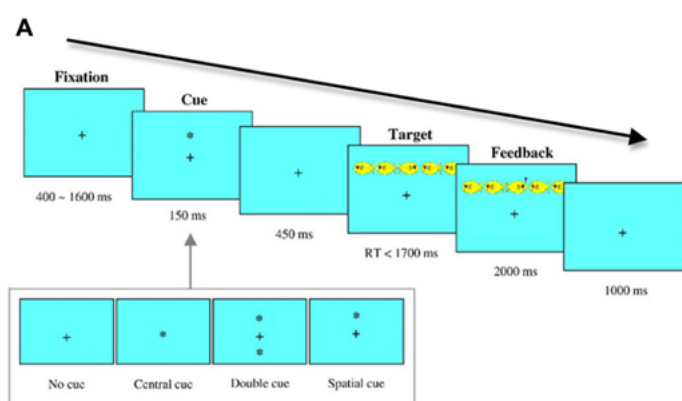 A
Fixation
Cue
Target
Feedback
400 ~ 1600 ms
150 ms
450 ms
RT < 1700 ms
2000 ms
1000 ms
No cue
Central cue
Double cue
Spatial cue